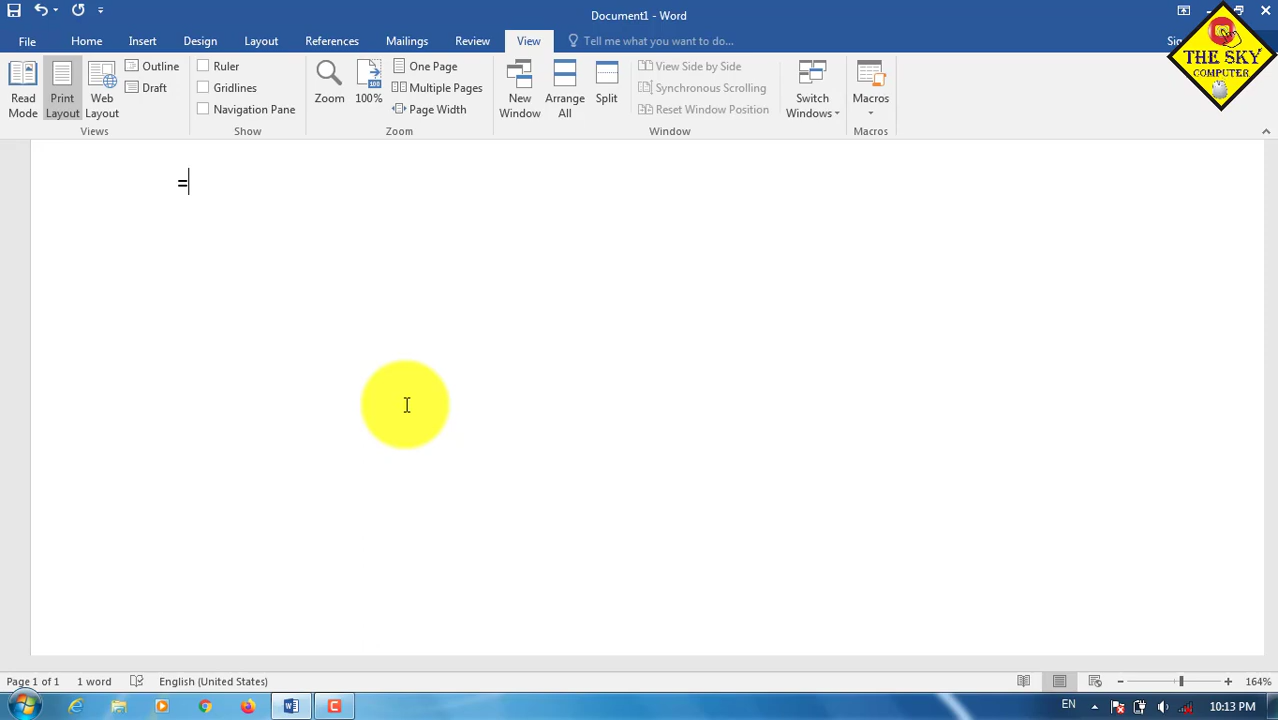 Document1 - Word
File Home Insert Design Layout References Mailings Review View Tell me what you want to do...
THE SKY
COMPUTER
Read Mode
Print Layout
Web Layout
Outline
Draft
Views
Ruler
Gridlines
Navigation Pane
Show
Zoom
100%
One Page
Multiple Pages
Page Width
Zoom
New Window
Arrange All
Split
View Side by Side
Synchronous Scrolling
Reset Window Position
Window
Switch Windows
Macros
Macros
=
Page 1 of 1 1 word English (United States) 164%
EN 10:13 PM